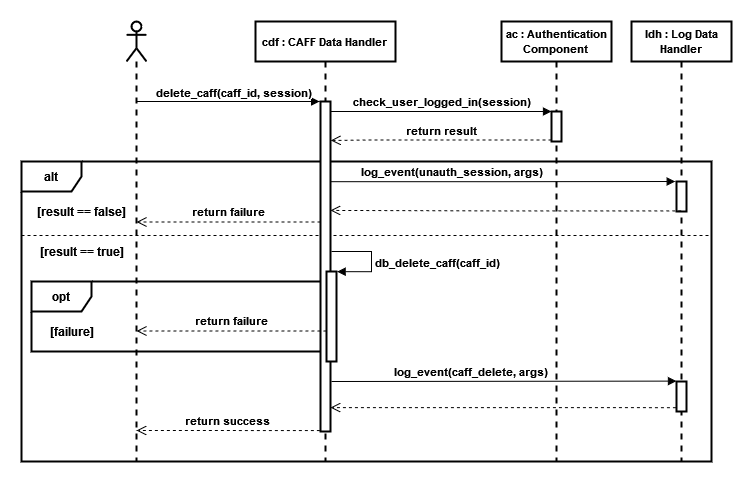 cdf : CAFF Data Handler
ac : Authentication
Component
ldh : Log Data
Handler
delete_caff(caff_id, session)
check_user_logged_in(session)
return result
alt
log_event(unauth_session, args)
[result == false]
return failure
[result == true]
db_delete_caff(caff_id)
opt
return failure
[failure]
log_event(caff_delete, args)
return success